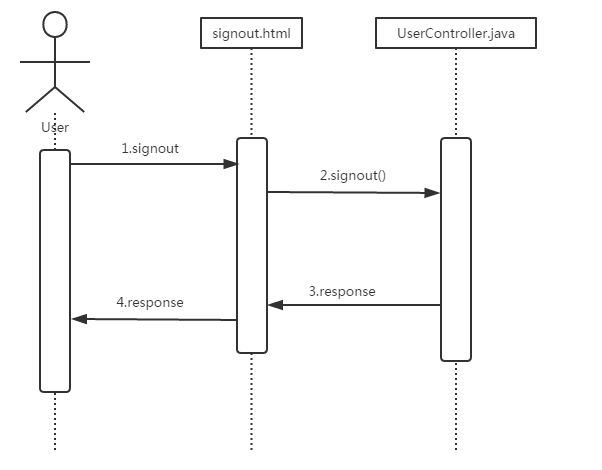 signout.html
UserController.java
User
1.signout
2.signout()
3.response
4.response